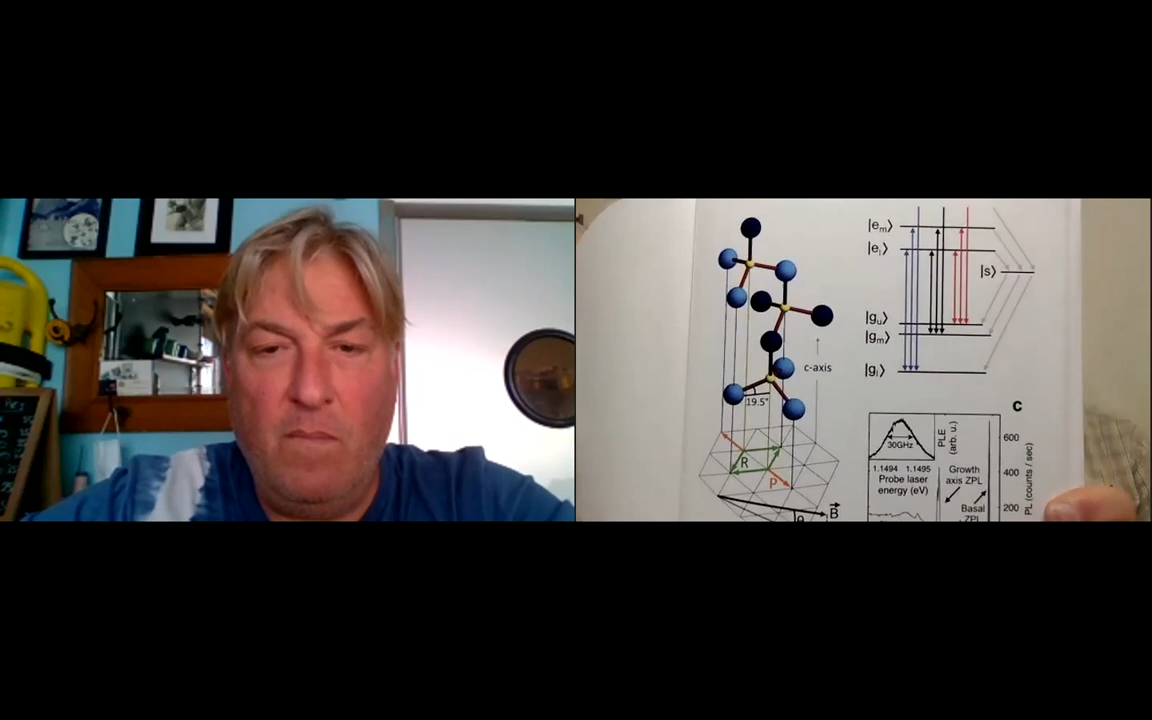 |e_m⟩
|e_l⟩
|s⟩
|g_u⟩
|g_m⟩
|g_l⟩
c-axis
19.5°
R
P
B
θ
c
30GHz
PLE
(arb. u.)
1.1494 1.1495
Probe laser
energy (eV)
Growth
axis ZPL
Basal
ZPL
600
400
200
PL (counts / sec)